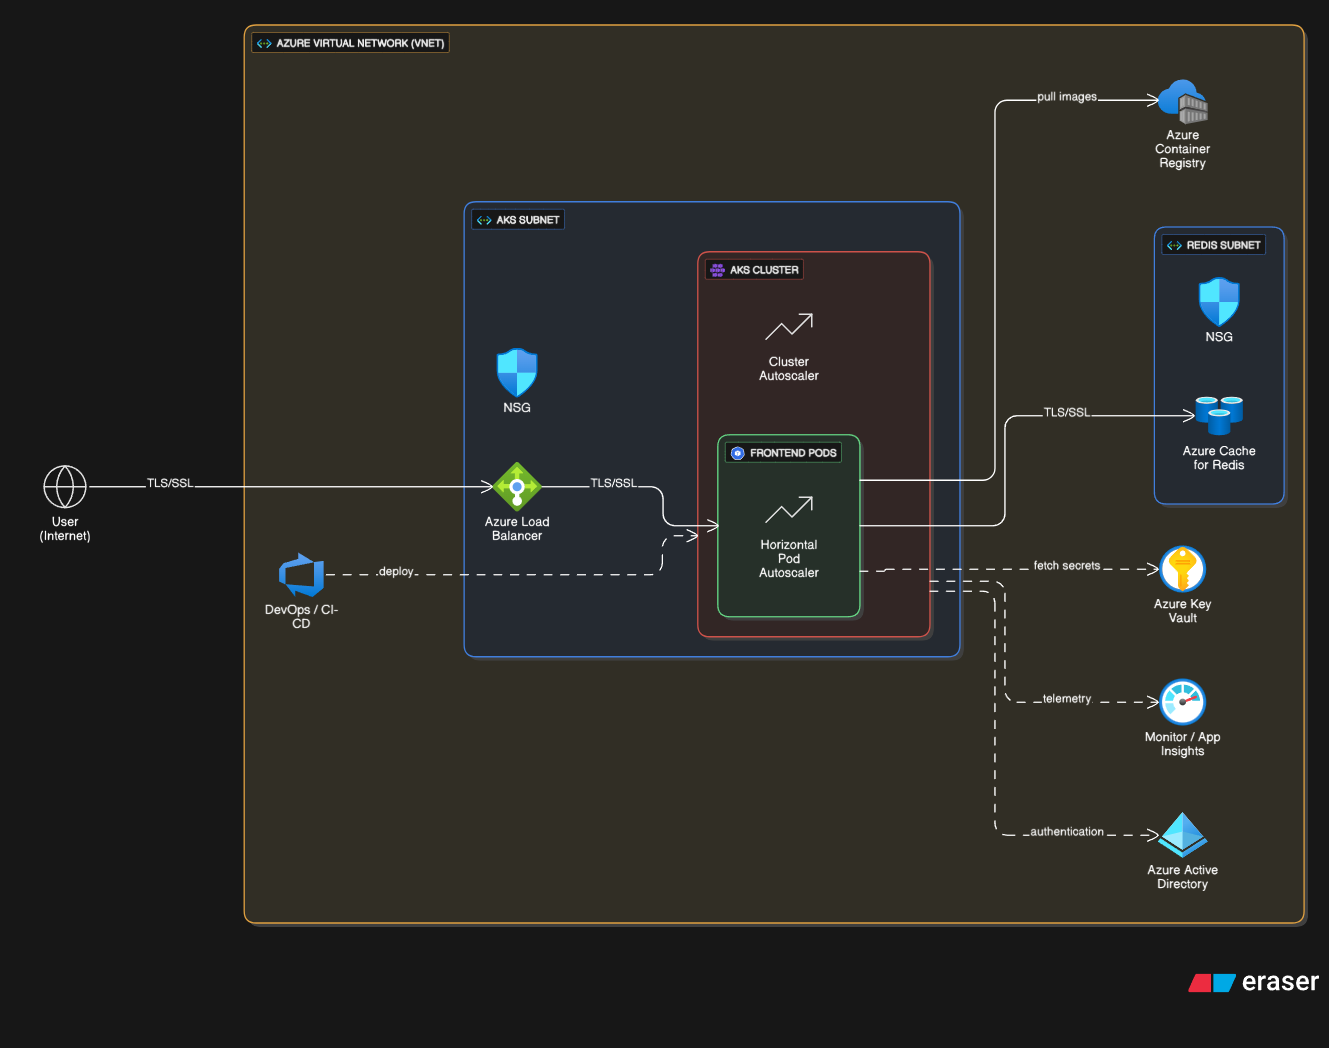 AZURE VIRTUAL NETWORK (VNET)
pull images
Azure
Container
Registry
AKS SUBNET
REDIS SUBNET
AKS CLUSTER
NSG
Cluster
Autoscaler
NSG
TLS/SSL
FRONTEND PODS
Azure Cache
for Redis
TLS/SSL
TLS/SSL
User
(Internet)
Azure Load
Balancer
Horizontal
Pod
Autoscaler
deploy
fetch secrets
DevOps / CI-
CD
Azure Key
Vault
telemetry
Monitor / App
Insights
authentication
Azure Active
Directory
eraser